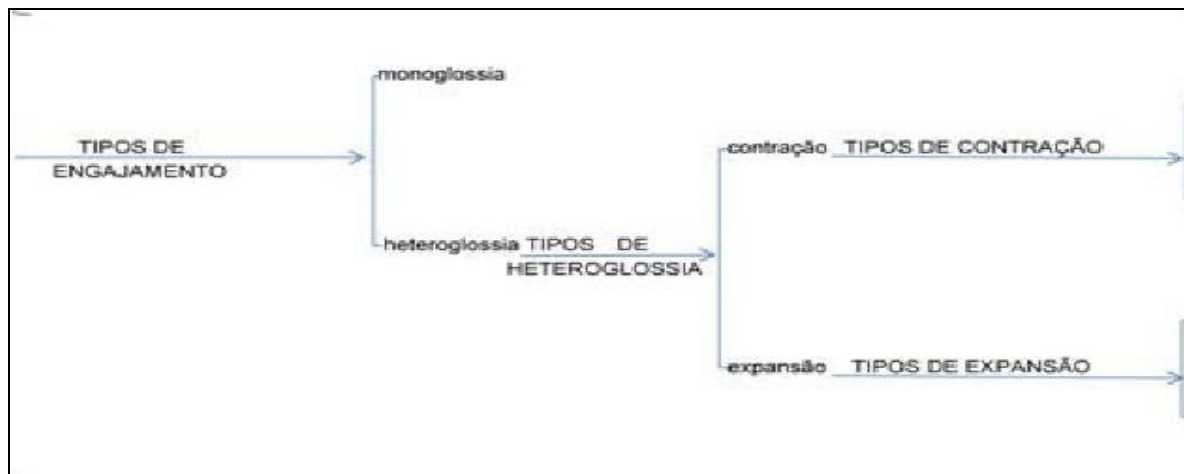 monoglossia
TIPOS DE
ENGAJAMENTO
contração TIPOS DE CONTRAÇÃO
heteroglossia TIPOS DE
HETEROGLOSSIA
expansão TIPOS DE EXPANSÃO